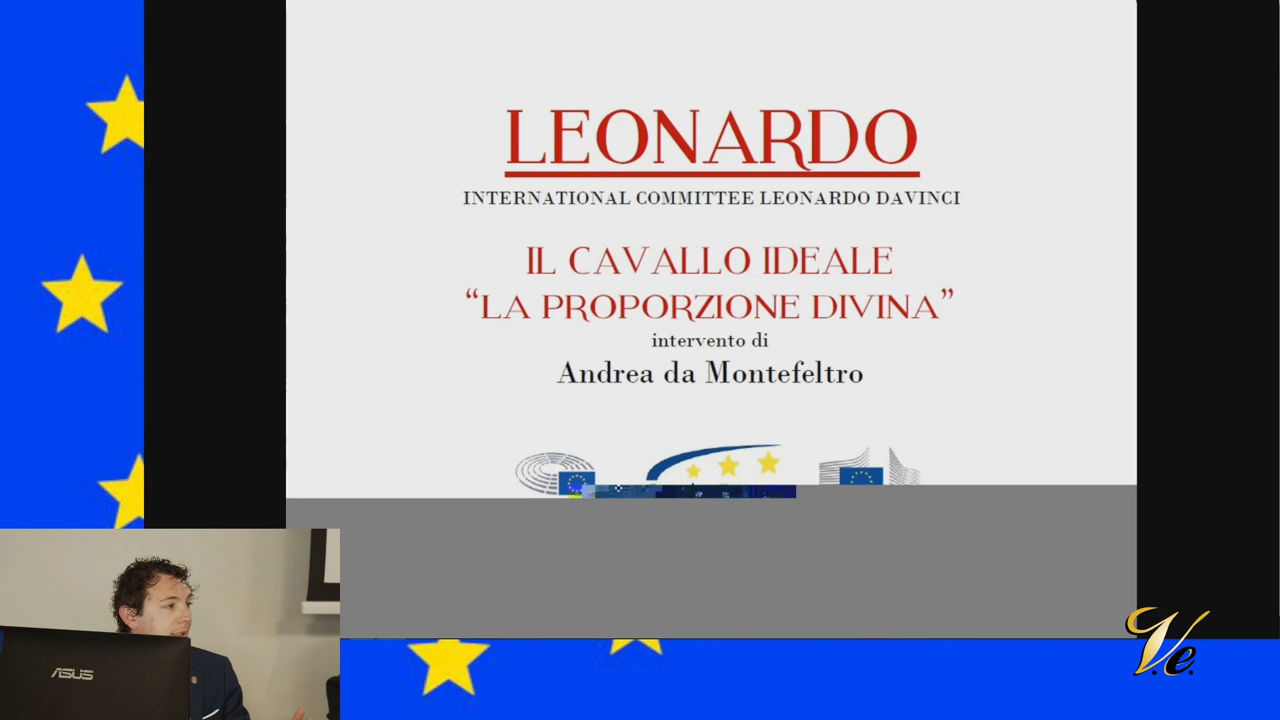 LEONARDO
INTERNATIONAL COMMITTEE LEONARDO DAVINCI
IL CAVALLO IDEALE
“LA PROPORZIONE DIVINA”
intervento di
Andrea da Montefeltro
ASUS
V.e.